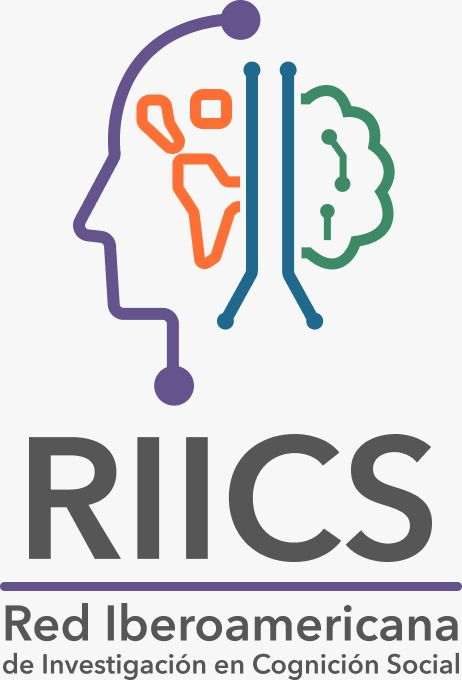 RIICS
Red Iberoamericana
de Investigación en Cognición Social